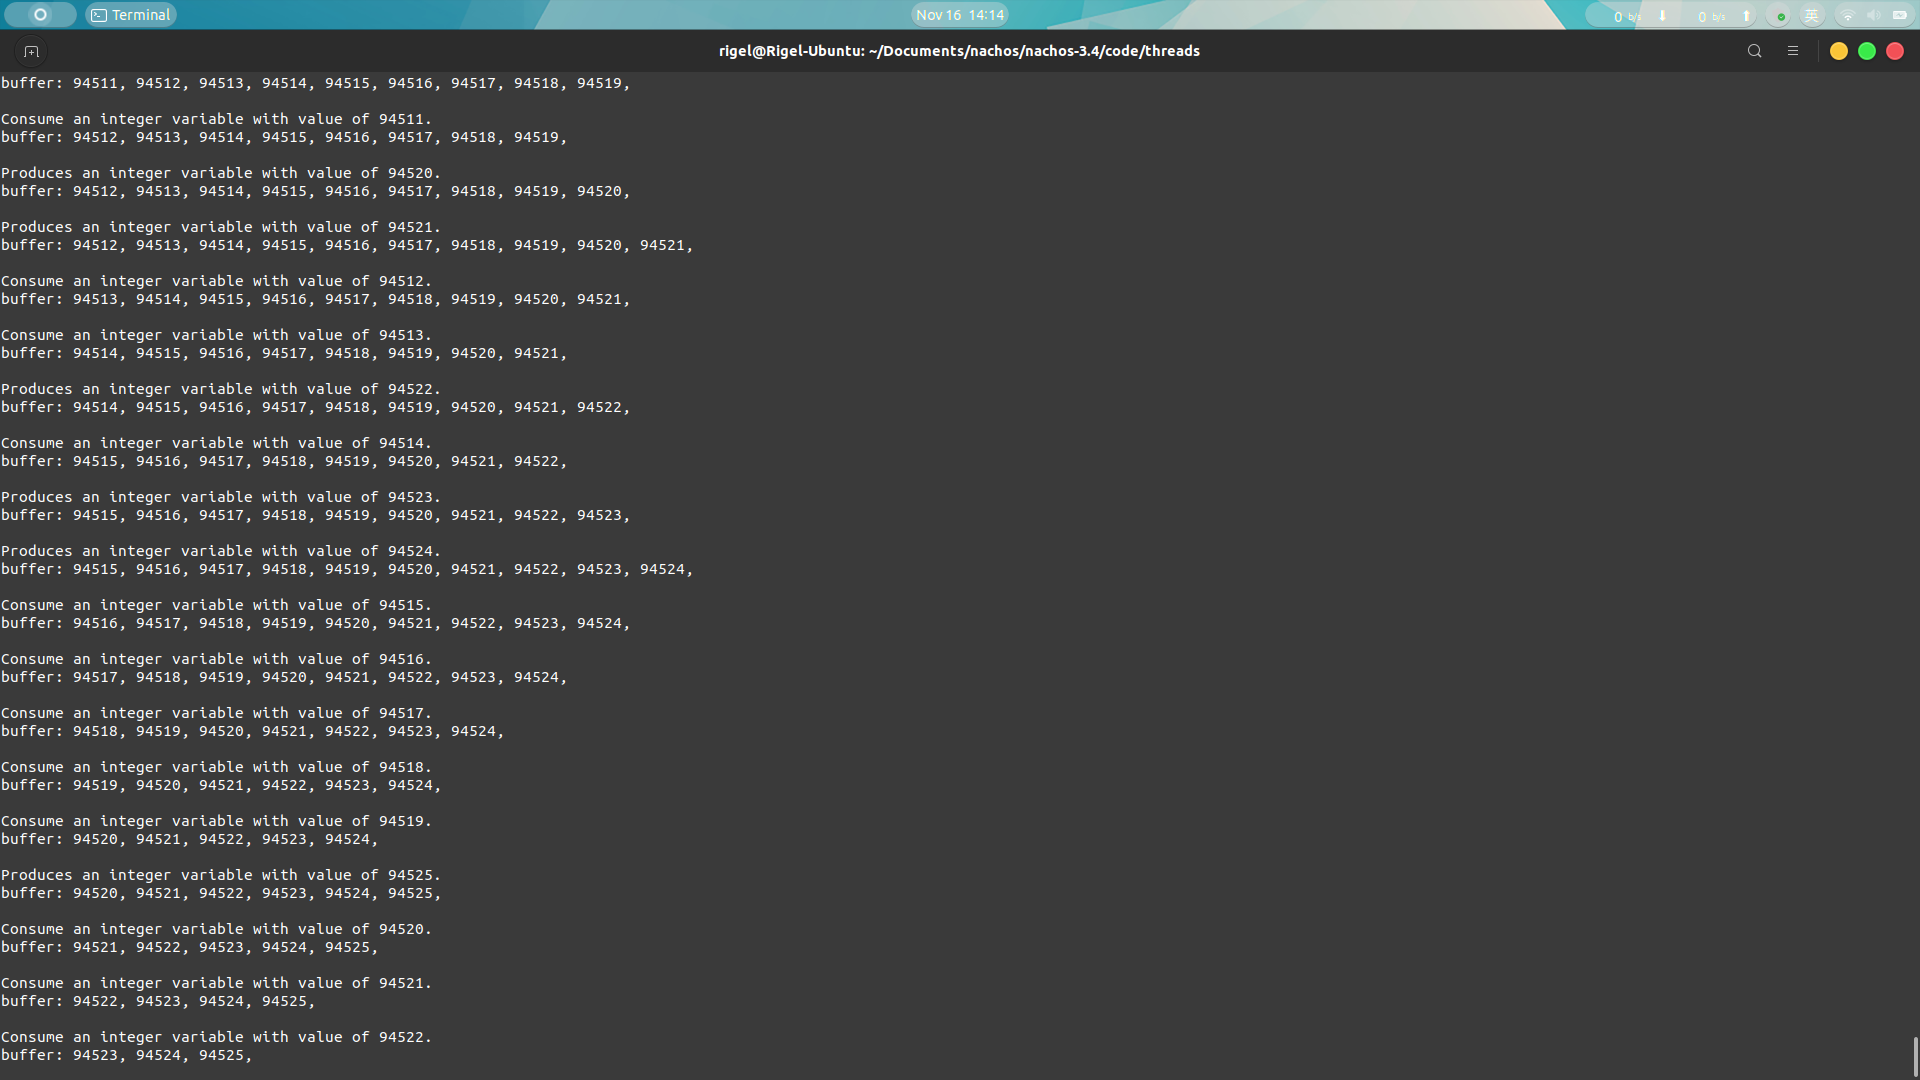 Terminal
Nov 16 14:14
0 b/s 0 b/s 英
rigel@Rigel-Ubuntu: ~/Documents/nachos/nachos-3.4/code/threads
buffer: 94511, 94512, 94513, 94514, 94515, 94516, 94517, 94518, 94519,
Consume an integer variable with value of 94511.
buffer: 94512, 94513, 94514, 94515, 94516, 94517, 94518, 94519,
Produces an integer variable with value of 94520.
buffer: 94512, 94513, 94514, 94515, 94516, 94517, 94518, 94519, 94520,
Produces an integer variable with value of 94521.
buffer: 94512, 94513, 94514, 94515, 94516, 94517, 94518, 94519, 94520, 94521,
Consume an integer variable with value of 94512.
buffer: 94513, 94514, 94515, 94516, 94517, 94518, 94519, 94520, 94521,
Consume an integer variable with value of 94513.
buffer: 94514, 94515, 94516, 94517, 94518, 94519, 94520, 94521,
Produces an integer variable with value of 94522.
buffer: 94514, 94515, 94516, 94517, 94518, 94519, 94520, 94521, 94522,
Consume an integer variable with value of 94514.
buffer: 94515, 94516, 94517, 94518, 94519, 94520, 94521, 94522,
Produces an integer variable with value of 94523.
buffer: 94515, 94516, 94517, 94518, 94519, 94520, 94521, 94522, 94523,
Produces an integer variable with value of 94524.
buffer: 94515, 94516, 94517, 94518, 94519, 94520, 94521, 94522, 94523, 94524,
Consume an integer variable with value of 94515.
buffer: 94516, 94517, 94518, 94519, 94520, 94521, 94522, 94523, 94524,
Consume an integer variable with value of 94516.
buffer: 94517, 94518, 94519, 94520, 94521, 94522, 94523, 94524,
Consume an integer variable with value of 94517.
buffer: 94518, 94519, 94520, 94521, 94522, 94523, 94524,
Consume an integer variable with value of 94518.
buffer: 94519, 94520, 94521, 94522, 94523, 94524,
Consume an integer variable with value of 94519.
buffer: 94520, 94521, 94522, 94523, 94524,
Produces an integer variable with value of 94525.
buffer: 94520, 94521, 94522, 94523, 94524, 94525,
Consume an integer variable with value of 94520.
buffer: 94521, 94522, 94523, 94524, 94525,
Consume an integer variable with value of 94521.
buffer: 94522, 94523, 94524, 94525,
Consume an integer variable with value of 94522.
buffer: 94523, 94524, 94525,